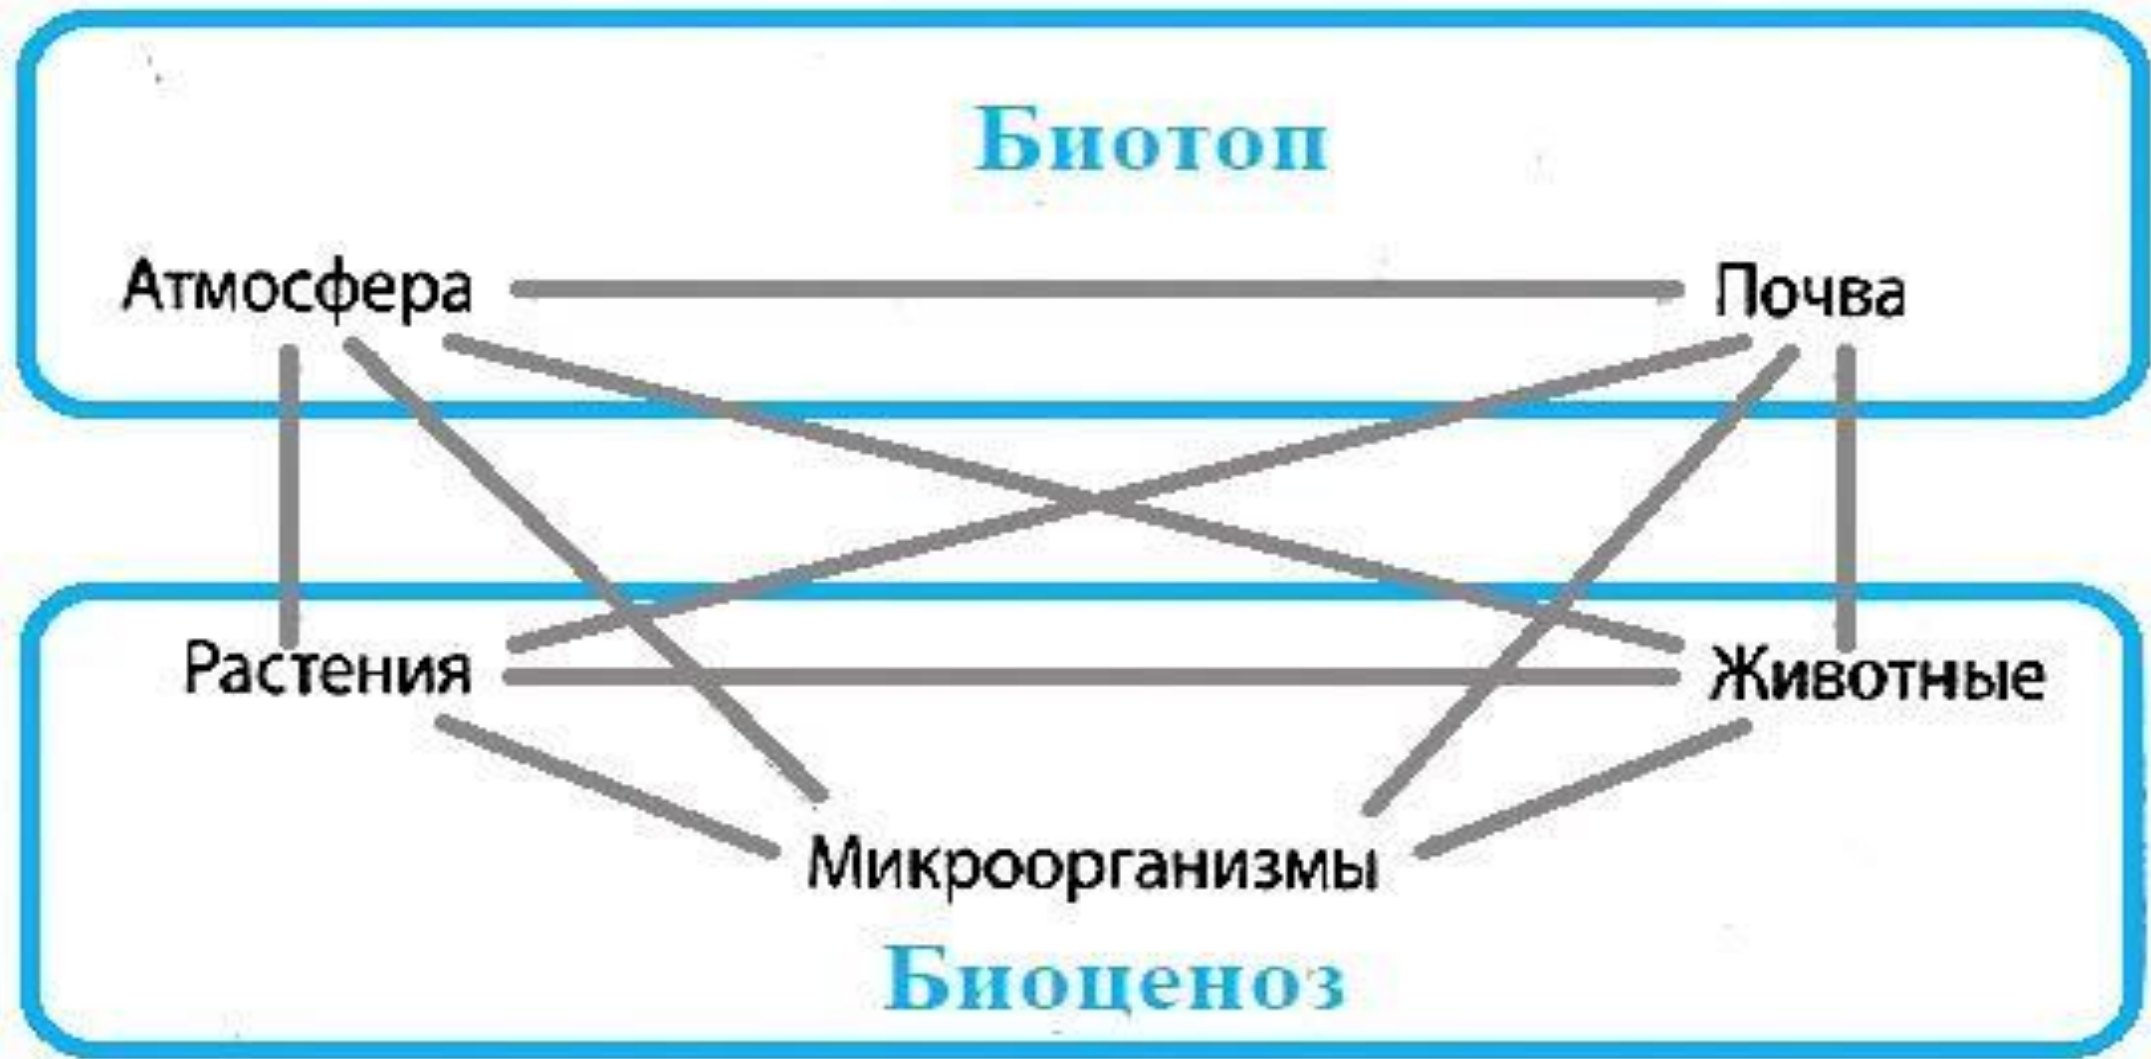 Биотоп
Атмосфера Почва
Растения Животные
Микроорганизмы
Биоценоз